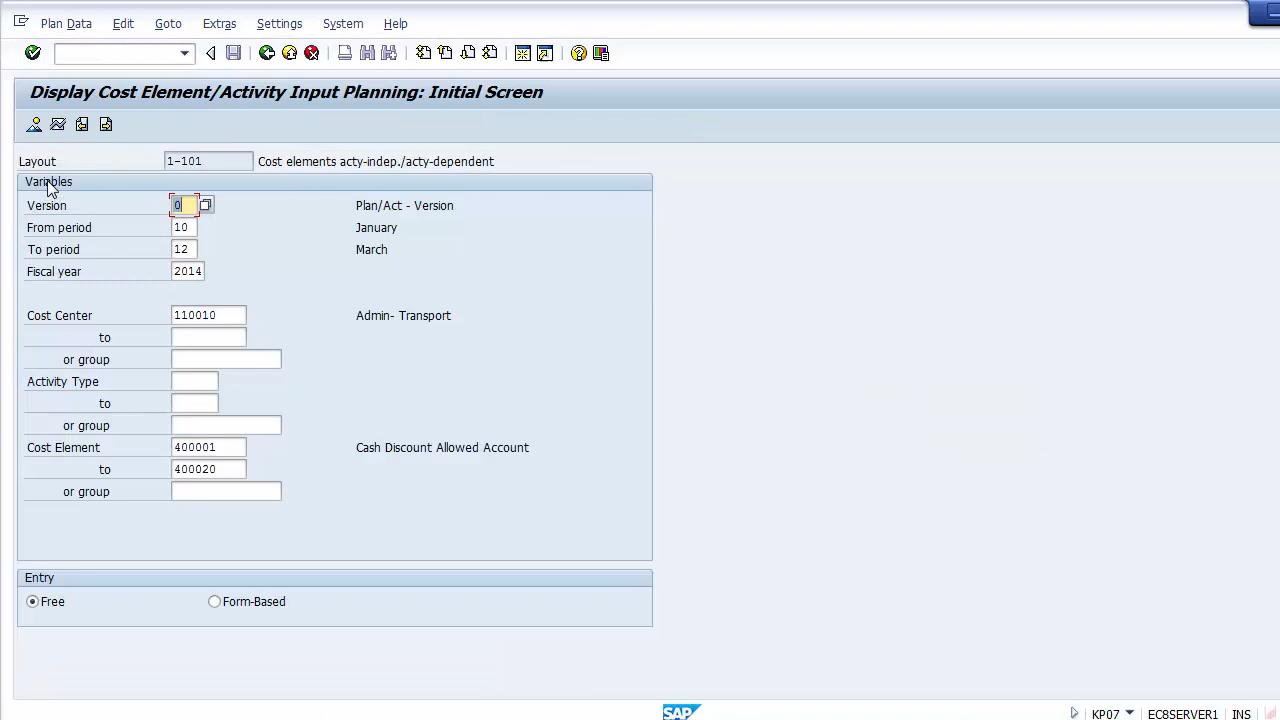 Plan Data Edit Goto Extras Settings System Help
Display Cost Element/Activity Input Planning: Initial Screen
Layout 1-101 Cost elements acty-indep./acty-dependent
Variables
Version 0 Plan/Act - Version
From period 10 January
To period 12 March
Fiscal year 2014
Cost Center 110010 Admin- Transport
to
or group
Activity Type
to
or group
Cost Element 400001 Cash Discount Allowed Account
to 400020
or group
Entry
Free Form-Based
SAP KP07 EC8SERVER1 INS